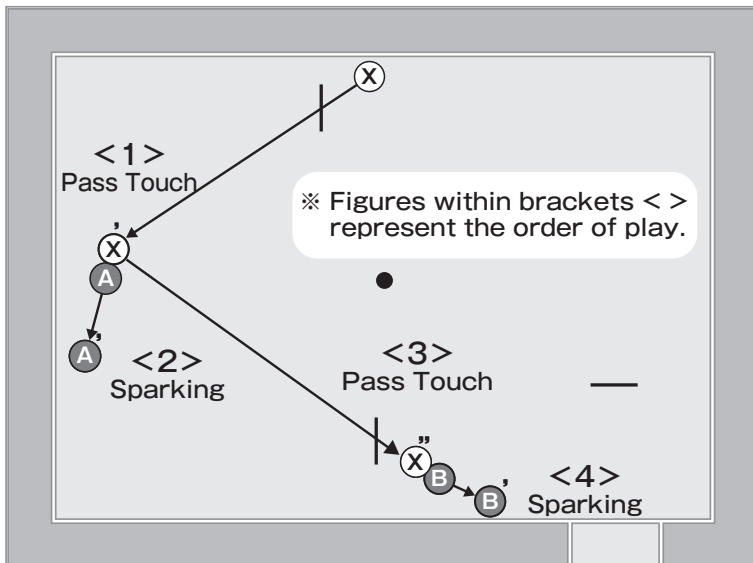 X
<1>
Pass Touch
※ Figures within brackets < >
represent the order of play.
X’
A
A’
<2>
Sparking
<3>
Pass Touch
X”
B
B’
<4>
Sparking